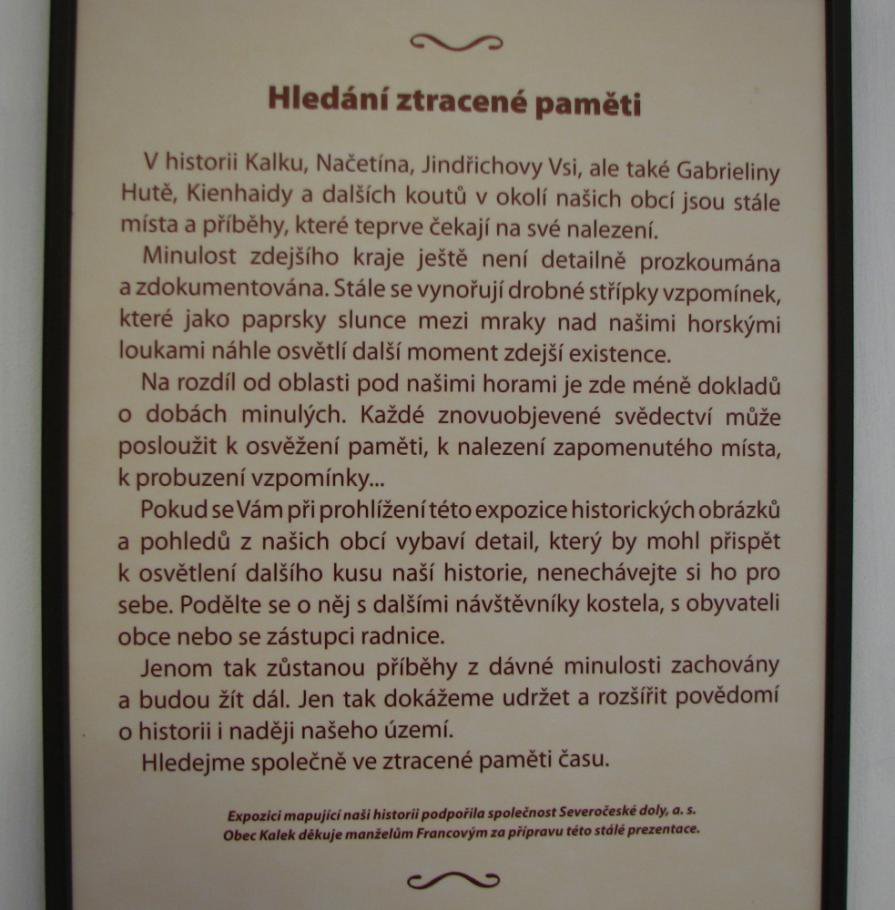 Hledání ztracené paměti
V historii Kalku, Načetína, Jindřichovy Vsi, ale také Gabrieliny
Hutě, Kienhaidy a dalších koutů v okolí našich obcí jsou stále
místa a příběhy, které teprve čekají na své nalezení.
Minulost zdejšího kraje ještě není detailně prozkoumána
a zdokumentována. Stále se vynořují drobné střípky vzpomínek,
které jako paprsky slunce mezi mraky nad našimi horskými
loukami náhle osvětlí další moment zdejší existence.
Na rozdíl od oblasti pod našimi horami je zde méně dokladů
o dobách minulých. Každé znovuobjevené svědectví může
posloužit k osvěžení paměti, k nalezení zapomenutého místa,
k probuzení vzpomínky...
Pokud se Vám při prohlížení této expozice historických obrázků
a pohledů z našich obcí vybaví detail, který by mohl přispět
k osvětlení dalšího kusu naší historie, nenechávejte si ho pro
sebe. Podělte se o něj s dalšími návštěvníky kostela, s obyvateli
obce nebo se zástupci radnice.
Jenom tak zůstanou příběhy z dávné minulosti zachovány
a budou žít dál. Jen tak dokážeme udržet a rozšířit povědomí
o historii i naději našeho území.
Hledejme společně ve ztracené paměti času.
Expozici mapující naši historii podpořila společnost Severočeské doly, a. s.
Obec Kalek děkuje manželům Francovým za přípravu této stálé prezentace.